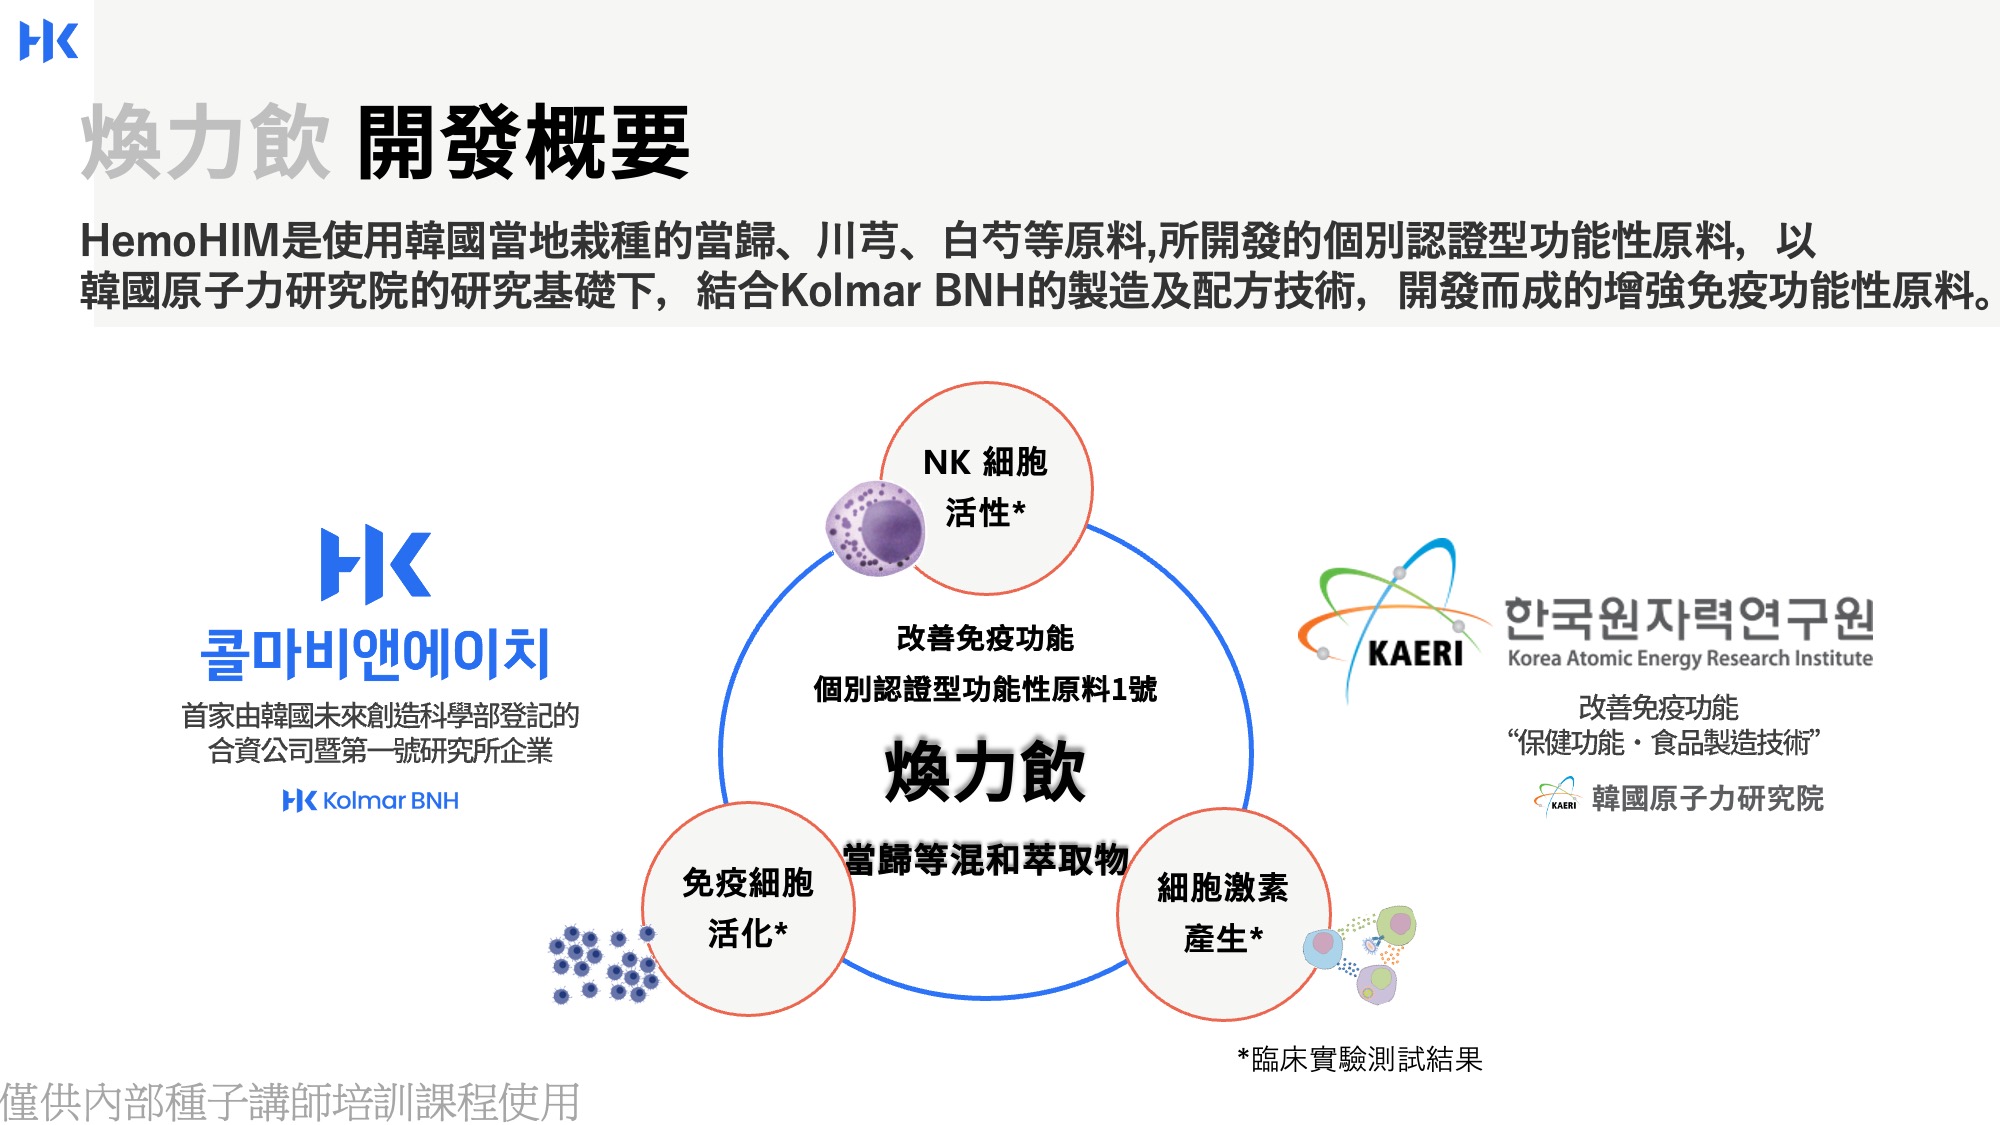 HK
煥力飲 開發概要
HemoHIM是使用韓國當地栽種的當歸、川芎、白芍等原料,所開發的個別認證型功能性原料，以
韓國原子力研究院的研究基礎下，結合Kolmar BNH的製造及配方技術，開發而成的增強免疫功能性原料。
NK 細胞
活性*
改善免疫功能
個別認證型功能性原料1號
煥力飲
當歸等混和萃取物
免疫細胞
活化*
細胞激素
產生*
HK
콜마비앤에이치
首家由韓國未來創造科學部登記的
合資公司暨第一號研究所企業
HK Kolmar BNH
KAERI
한국원자력연구원
Korea Atomic Energy Research Institute
改善免疫功能
“保健功能・食品製造技術”
KAERI 韓國原子力研究院
*臨床實驗測試結果
僅供內部種子講師培訓課程使用